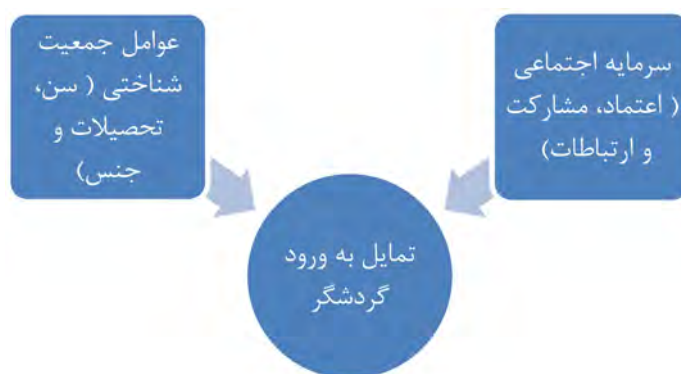 سرمایه اجتماعی
( اعتماد، مشارکت
و ارتباطات)
عوامل جمعیت
شناختی ( سن،
تحصیلات و
جنس)
تمایل به ورود
گردشگر